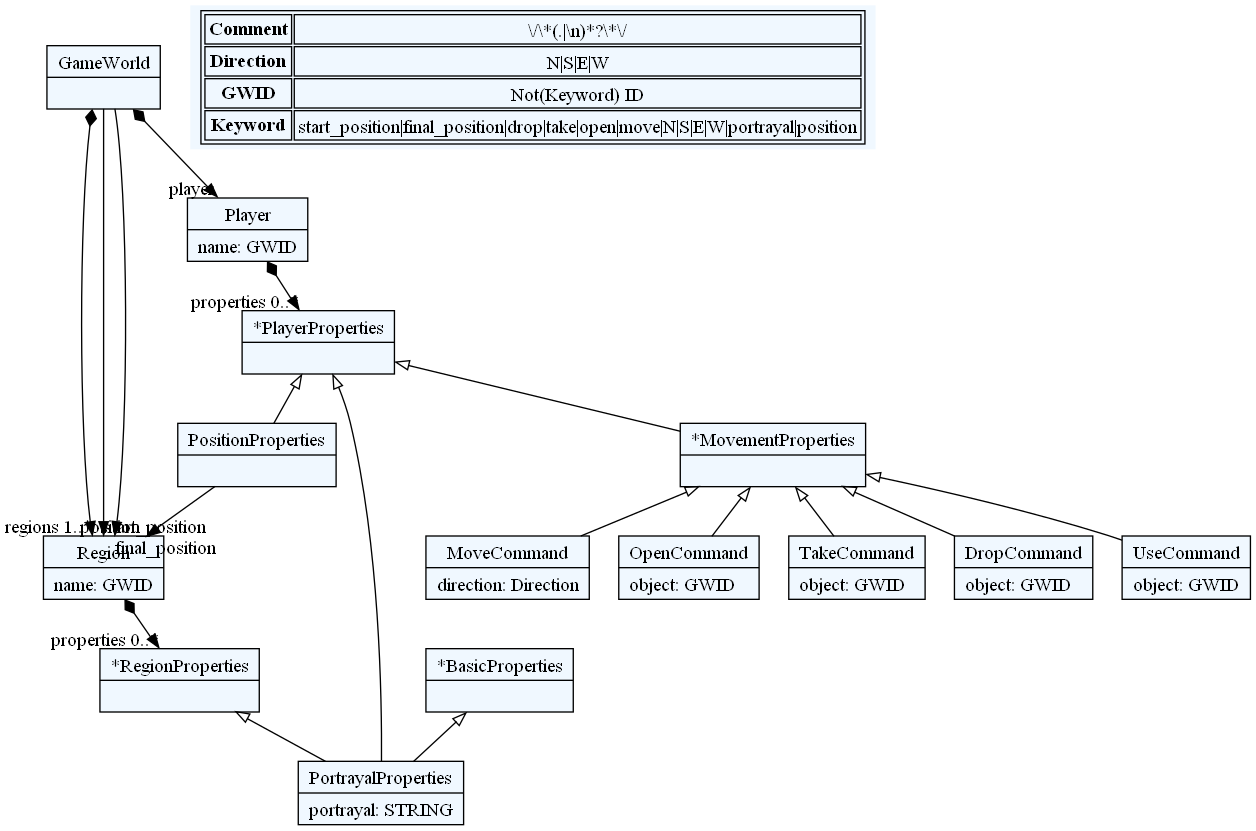 Comment \/\*(.|\n)*?\*\/
Direction N|S|E|W
GWID Not(Keyword) ID
Keyword start_position|final_position|drop|take|open|move|N|S|E|W|portrayal|position
GameWorld
player
Player
name: GWID
properties 0..*
*PlayerProperties
PositionProperties
*MovementProperties
regions 1..* position
final_position
Region
name: GWID
MoveCommand
direction: Direction
OpenCommand
object: GWID
TakeCommand
object: GWID
DropCommand
object: GWID
UseCommand
object: GWID
properties 0..*
*RegionProperties
*BasicProperties
PortrayalProperties
portrayal: STRING